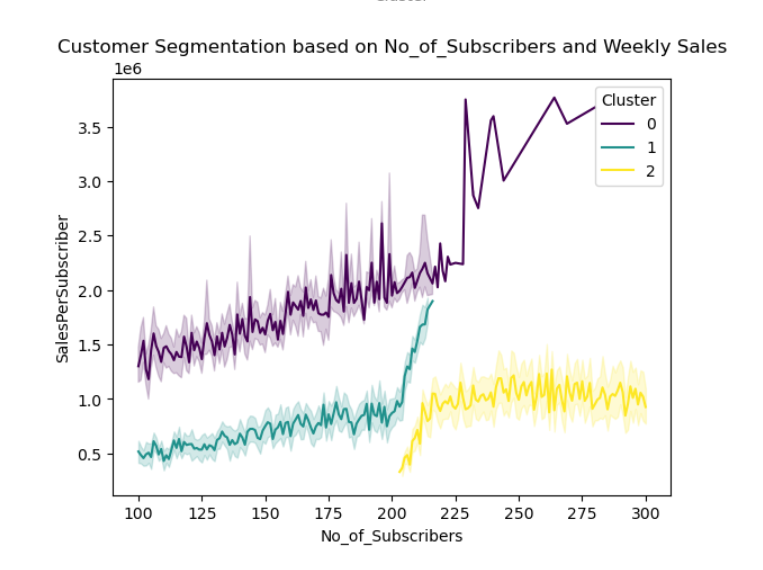 Cluster
Customer Segmentation based on No_of_Subscribers and Weekly Sales
1e6
Cluster
0
1
2
3.5
3.0
2.5
2.0
1.5
1.0
0.5
SalesPerSubscriber
100 125 150 175 200 225 250 275 300
No_of_Subscribers